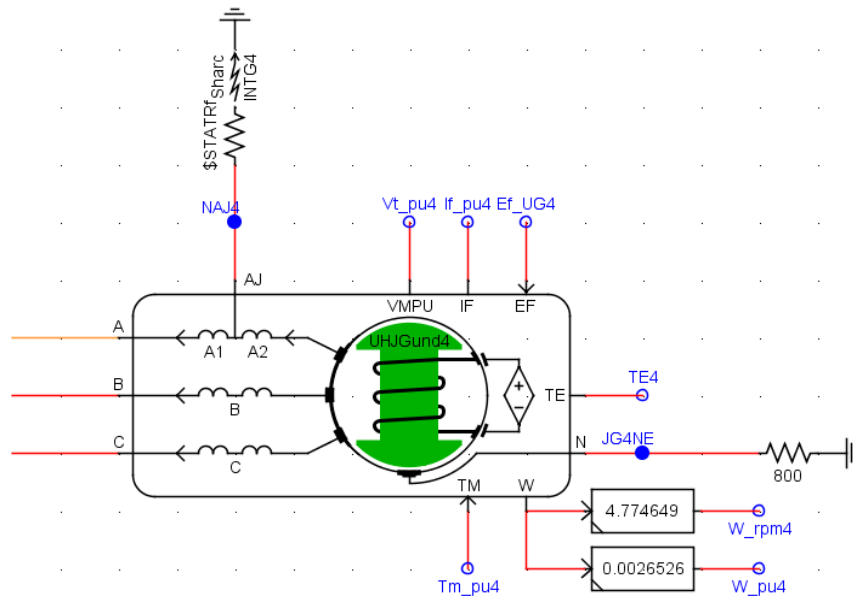 $STATRf
Sharc
INTG4
NAJ4
Vt_pu4
If_pu4
Ef_UG4
AJ
VMPU
IF
EF
A
A1
A2
UHJGund4
B
B
TE
TE4
C
C
N
JG4NE
800
TM
W
4.774649
W_rpm4
0.0026526
Tm_pu4
W_pu4